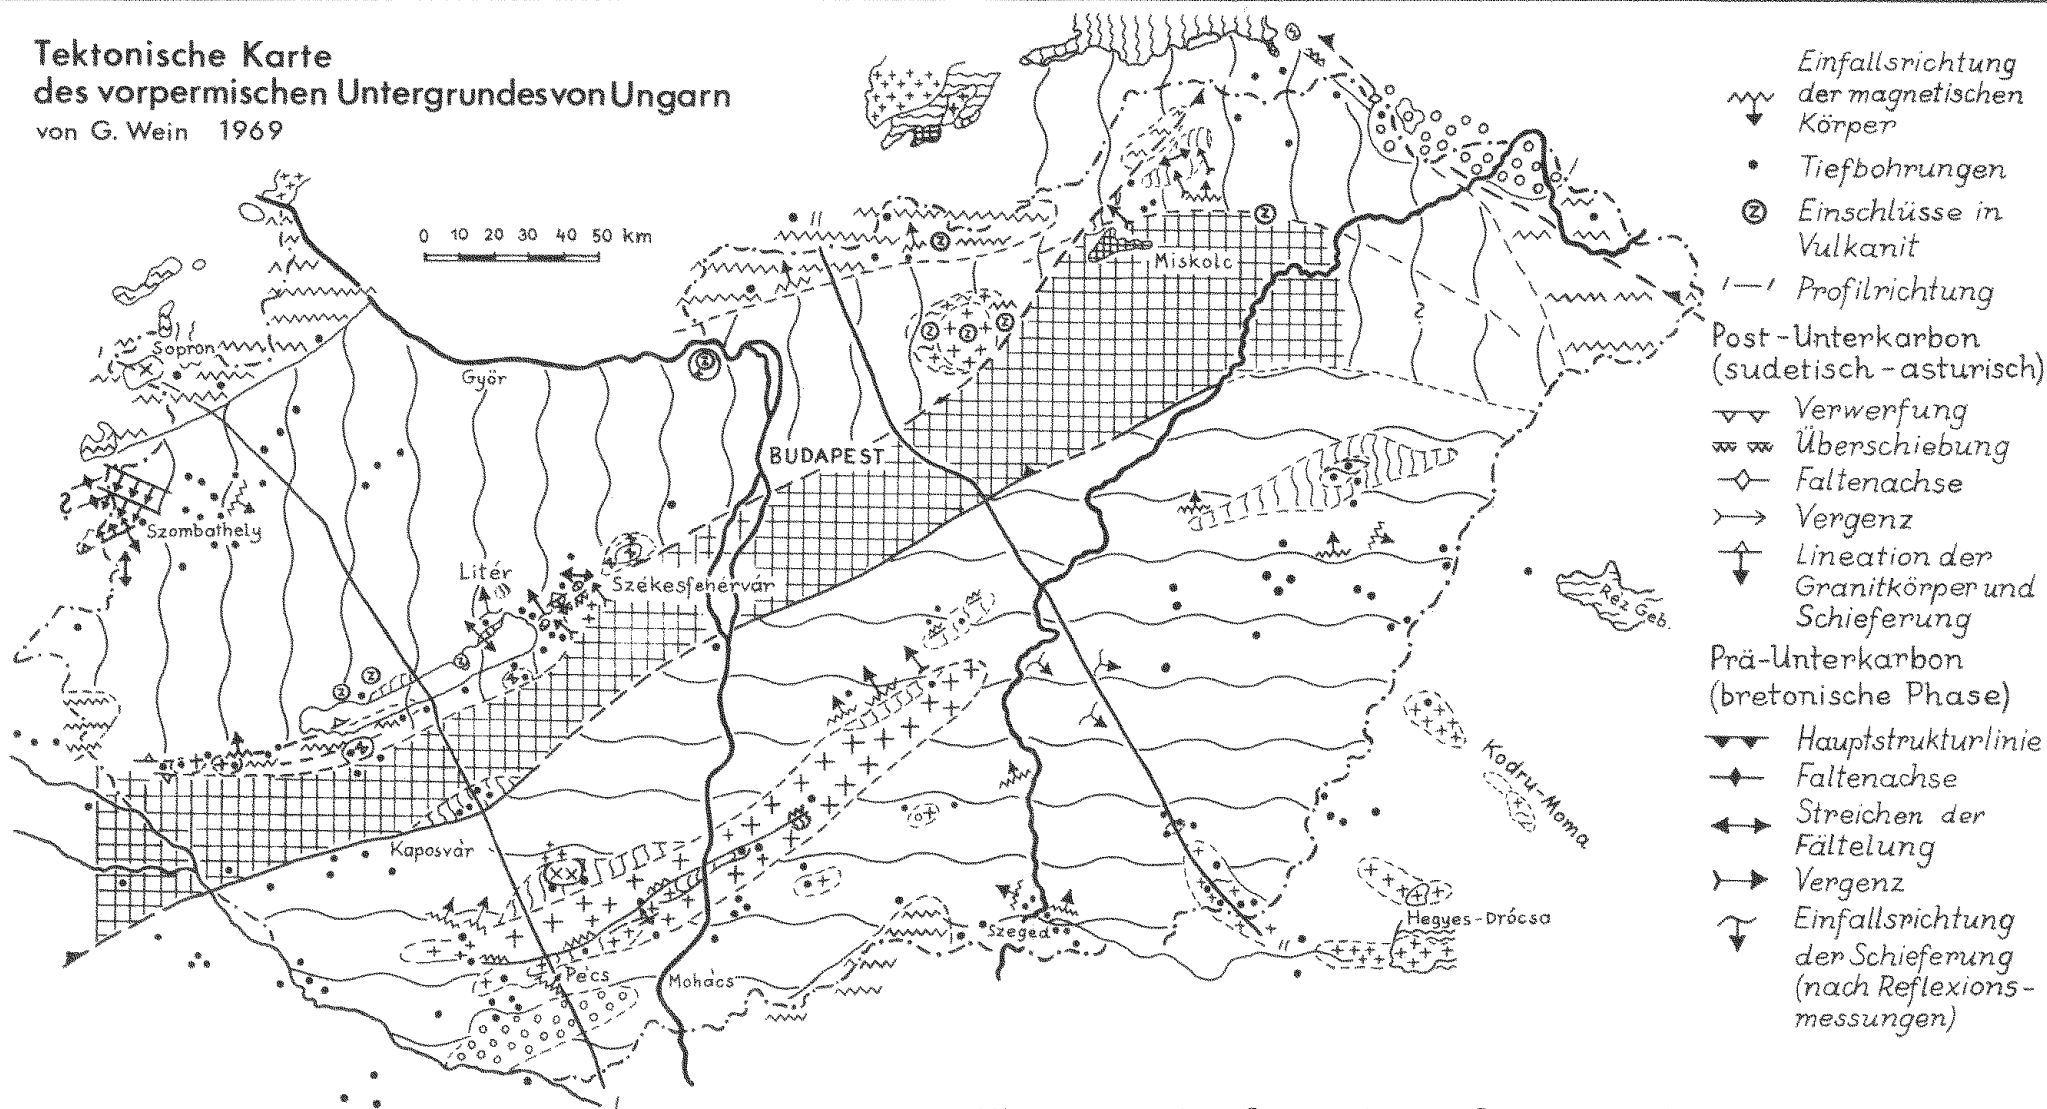 Tektonische Karte
des vorpermischen Untergrundes von Ungarn
von G. Wein 1969
0 10 20 30 40 50 km
Miskolc
Sopron
Győr
BUDAPEST
Szombathely
Litér
Székesfehérvár
Réz Geb.
Kodru-Moma
Kaposvár
Hegyes-Drócsa
Szeged
Pécs
Mohács
Einfallsrichtung
der magnetischen
Körper
Tiefbohrungen
Einschlüsse in
Vulkanit
Profilrichtung
Post-Unterkarbon
(sudetisch-asturisch)
Verwerfung
Überschiebung
Faltenachse
Vergenz
Lineation der
Granitkörper und
Schieferung
Prä-Unterkarbon
(bretonische Phase)
Hauptstrukturlinie
Faltenachse
Streichen der
Fältelung
Vergenz
Einfallsrichtung
der Schieferung
(nach Reflexions-
messungen)